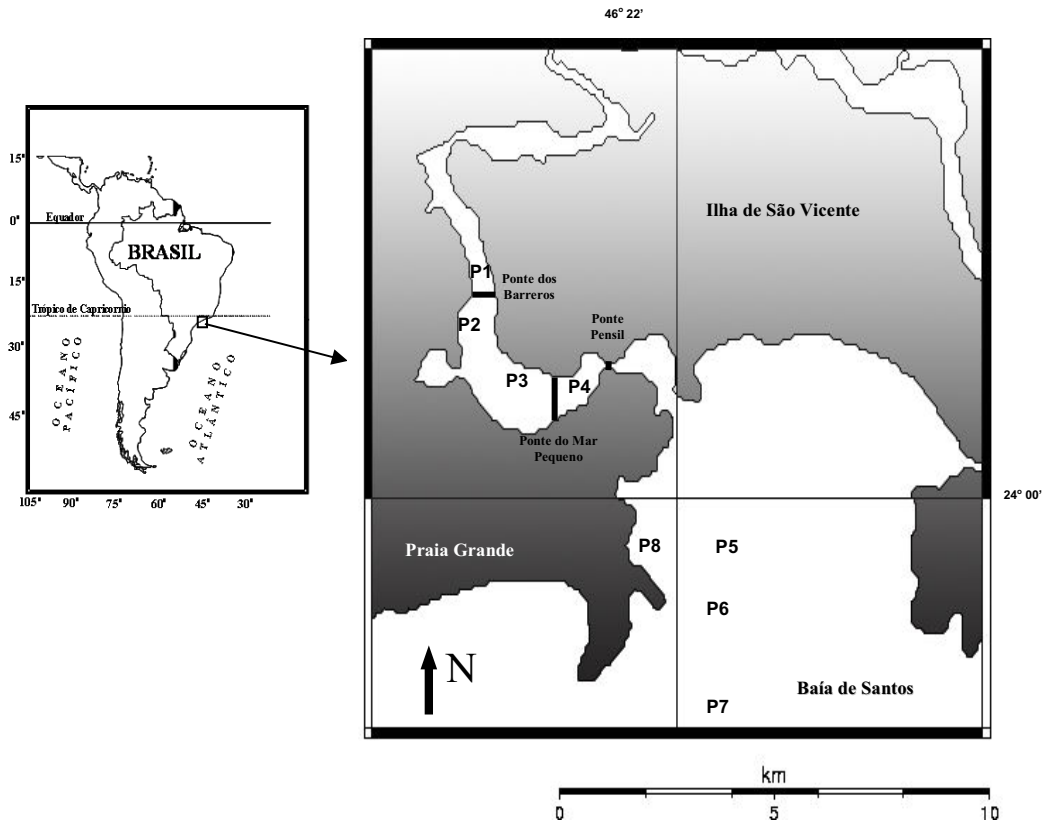 46° 22'
15°
Equador
0°
BRASIL
15°
Trópico de Capricornio
30°
OCEANO
PACÍFICO
OCEANO
ATLÂNTICO
45°
105° 90° 75° 60° 45° 30°
Ilha de São Vicente
P1
Ponte dos
Barreros
P2
Ponte
Pensil
P3
P4
Ponte do Mar
Pequeno
24° 00'
Praia Grande
P8
P5
P6
N
Baía de Santos
P7
km
0 5 10